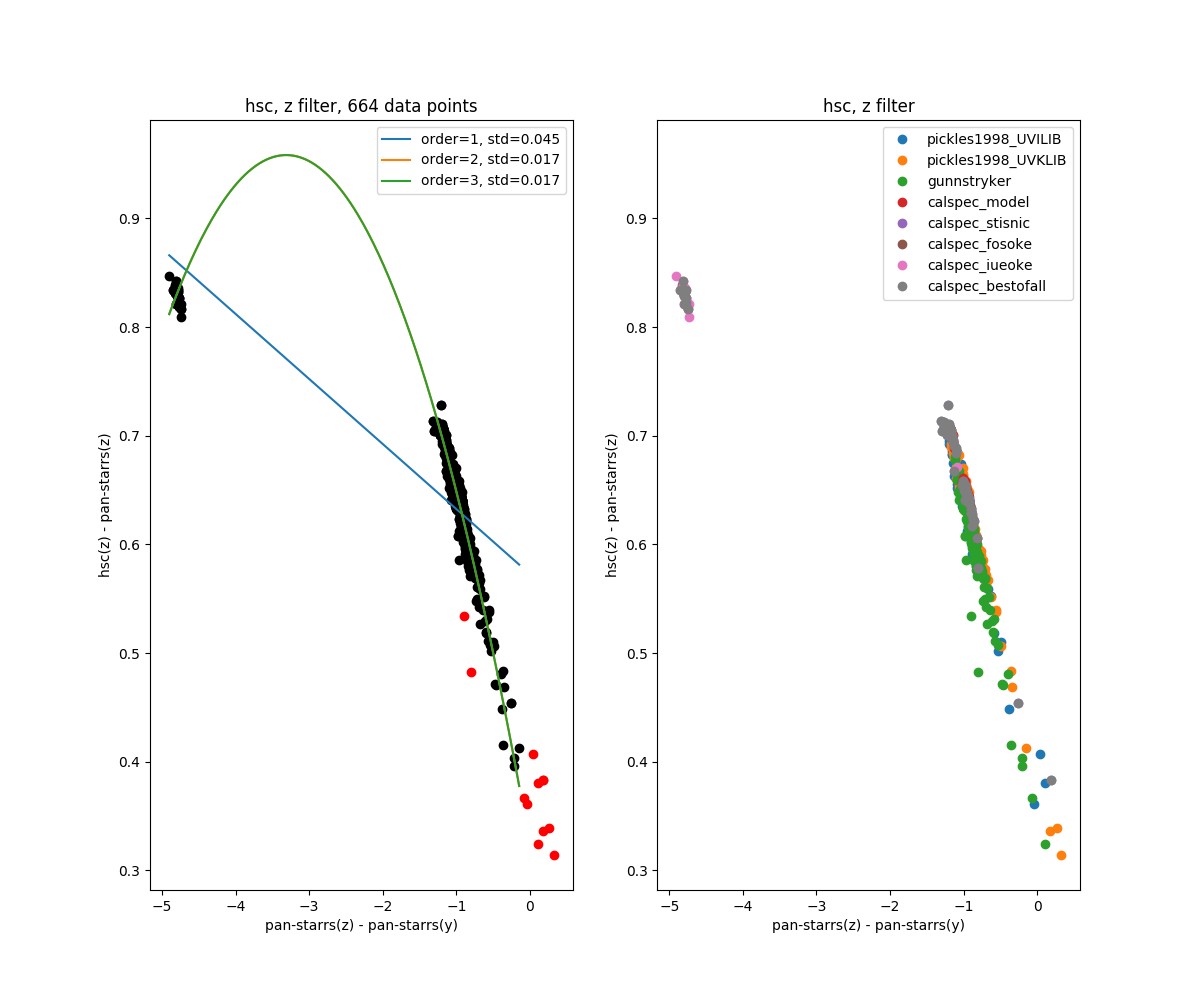 hsc, z filter, 664 data points
order=1, std=0.045
order=2, std=0.017
order=3, std=0.017
0.9
0.8
0.7
0.6
0.5
0.4
0.3
hsc(z) - pan-starrs(z)
−5
−4
−3
−2
−1
0
pan-starrs(z) - pan-starrs(y)
hsc, z filter
pickles1998_UVILIB
pickles1998_UVKLIB
gunnstryker
calspec_model
calspec_stisnic
calspec_fosoke
calspec_iueoke
calspec_bestofall
0.9
0.8
0.7
0.6
0.5
0.4
0.3
hsc(z) - pan-starrs(z)
−5
−4
−3
−2
−1
0
pan-starrs(z) - pan-starrs(y)